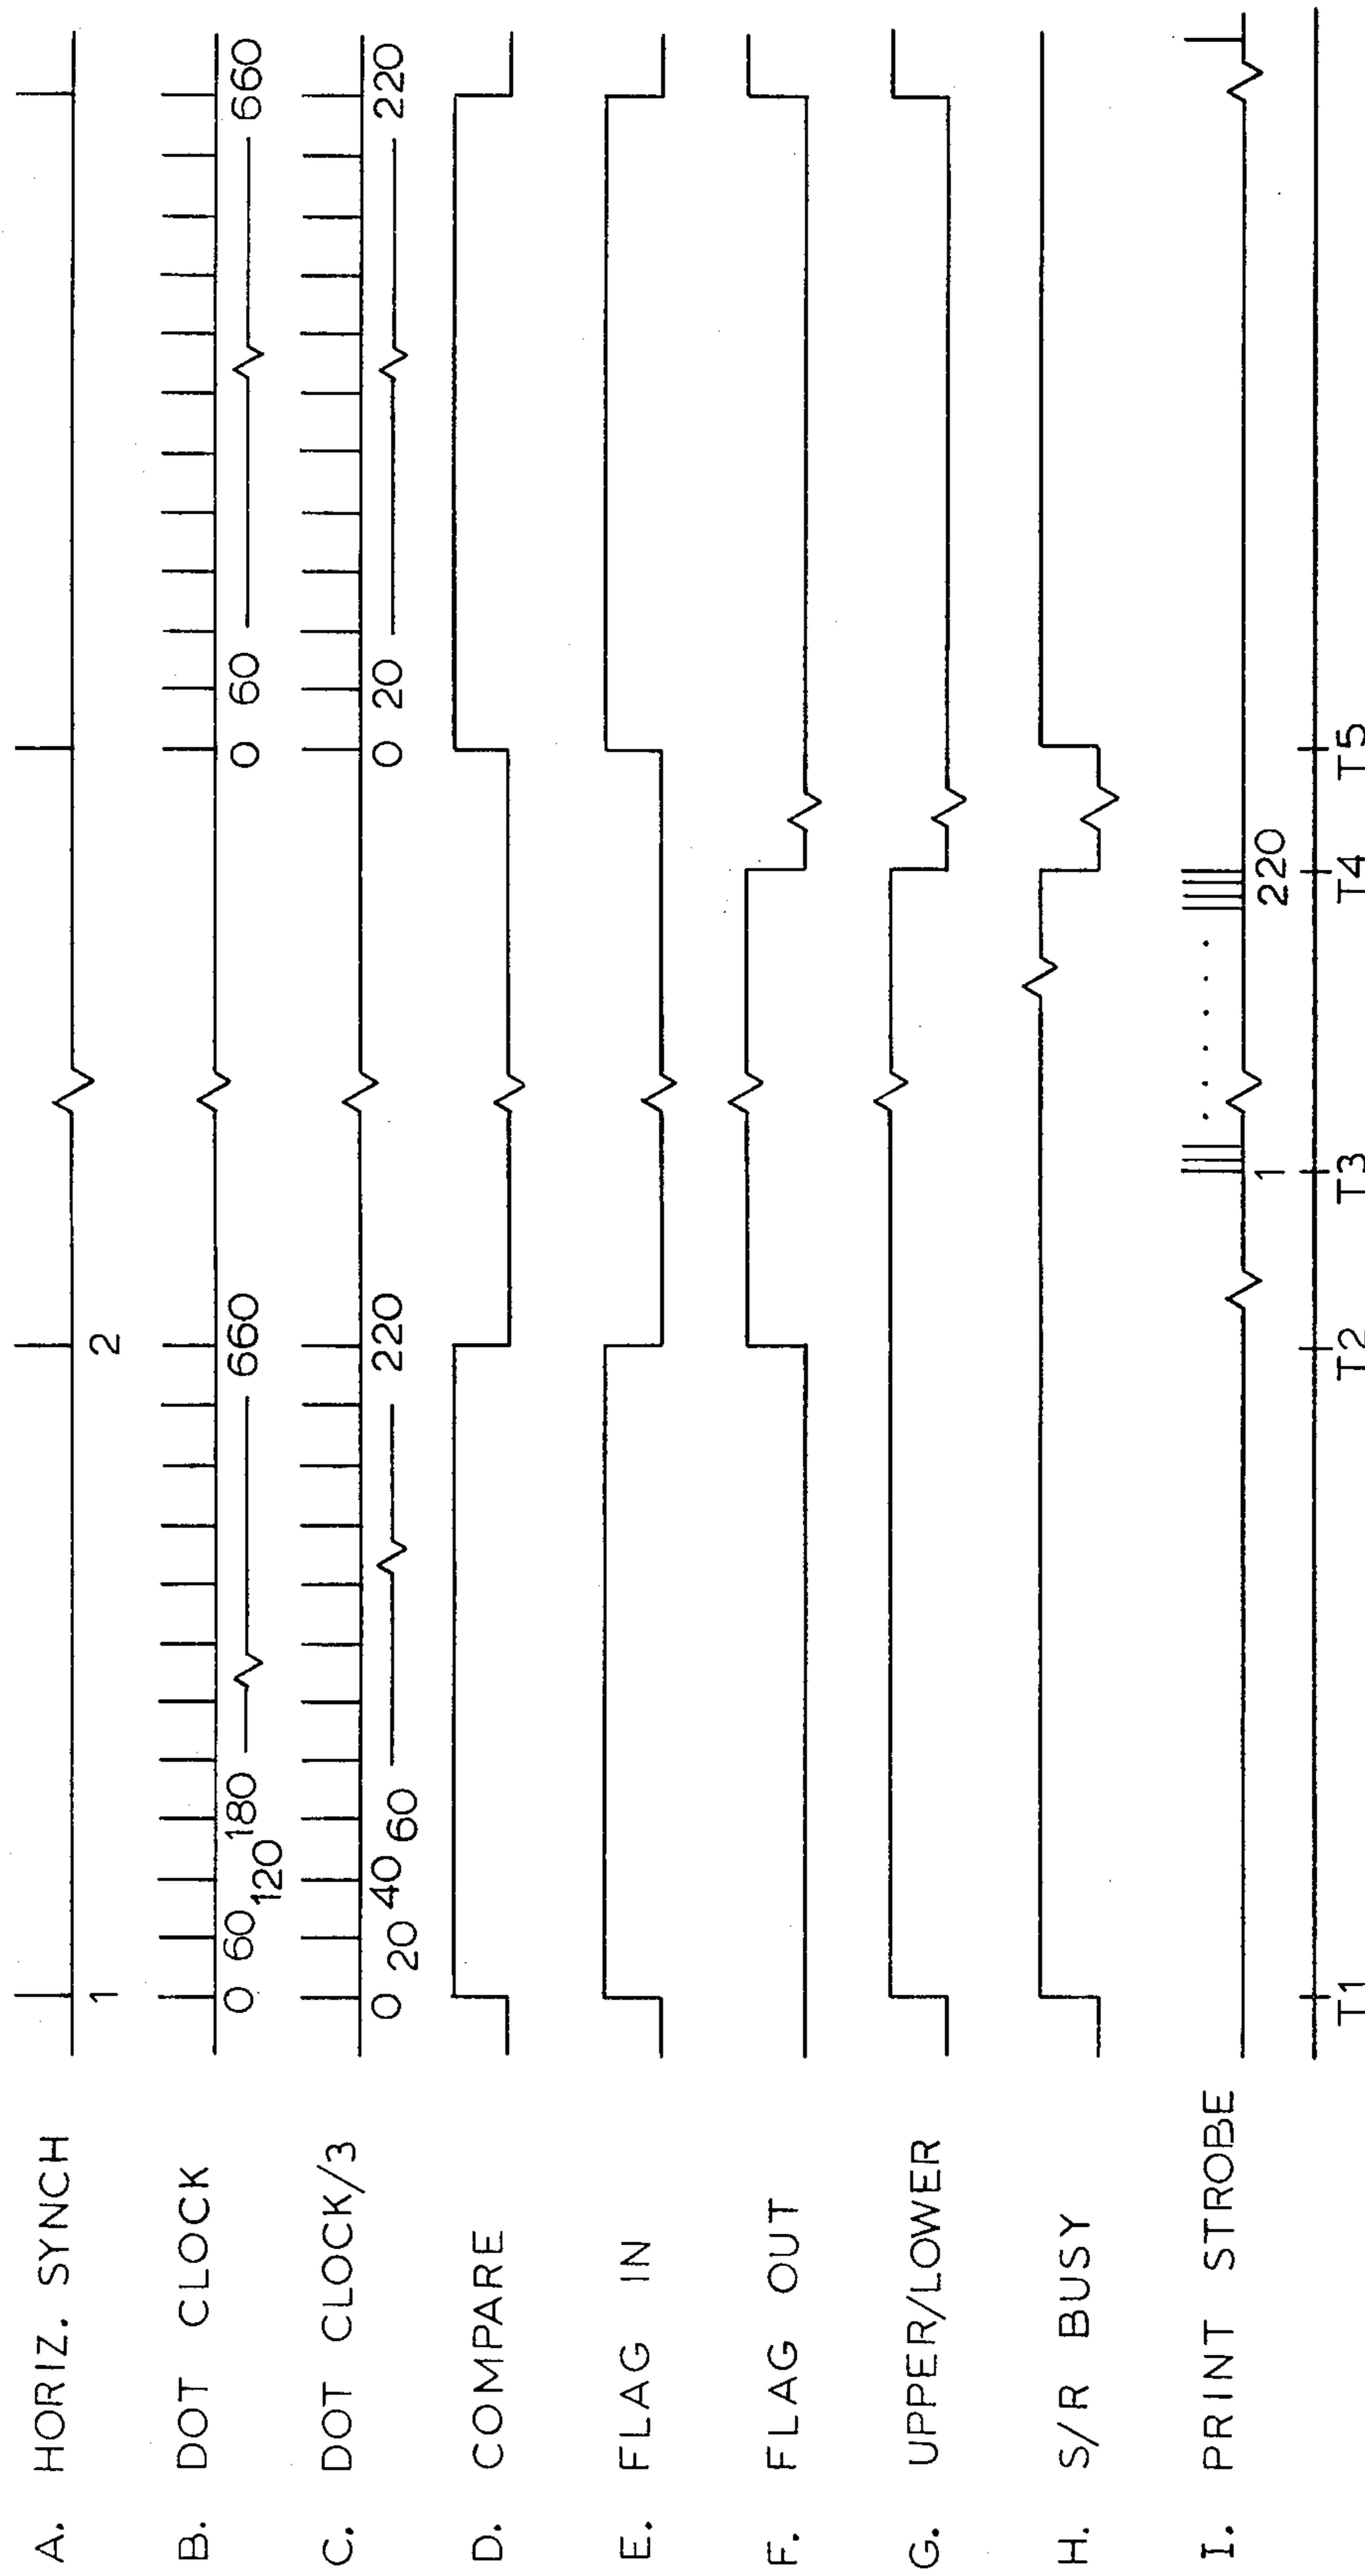 A. HORIZ. SYNCH
1
2
B. DOT CLOCK
0 60 120 180 660
0 60 660
C. DOT CLOCK/3
0 20 40 60 220
0 20 220
D. COMPARE
E. FLAG IN
F. FLAG OUT
G. UPPER/LOWER
H. S/R BUSY
I. PRINT STROBE
1 220
T1 T2 T3 T4 T5